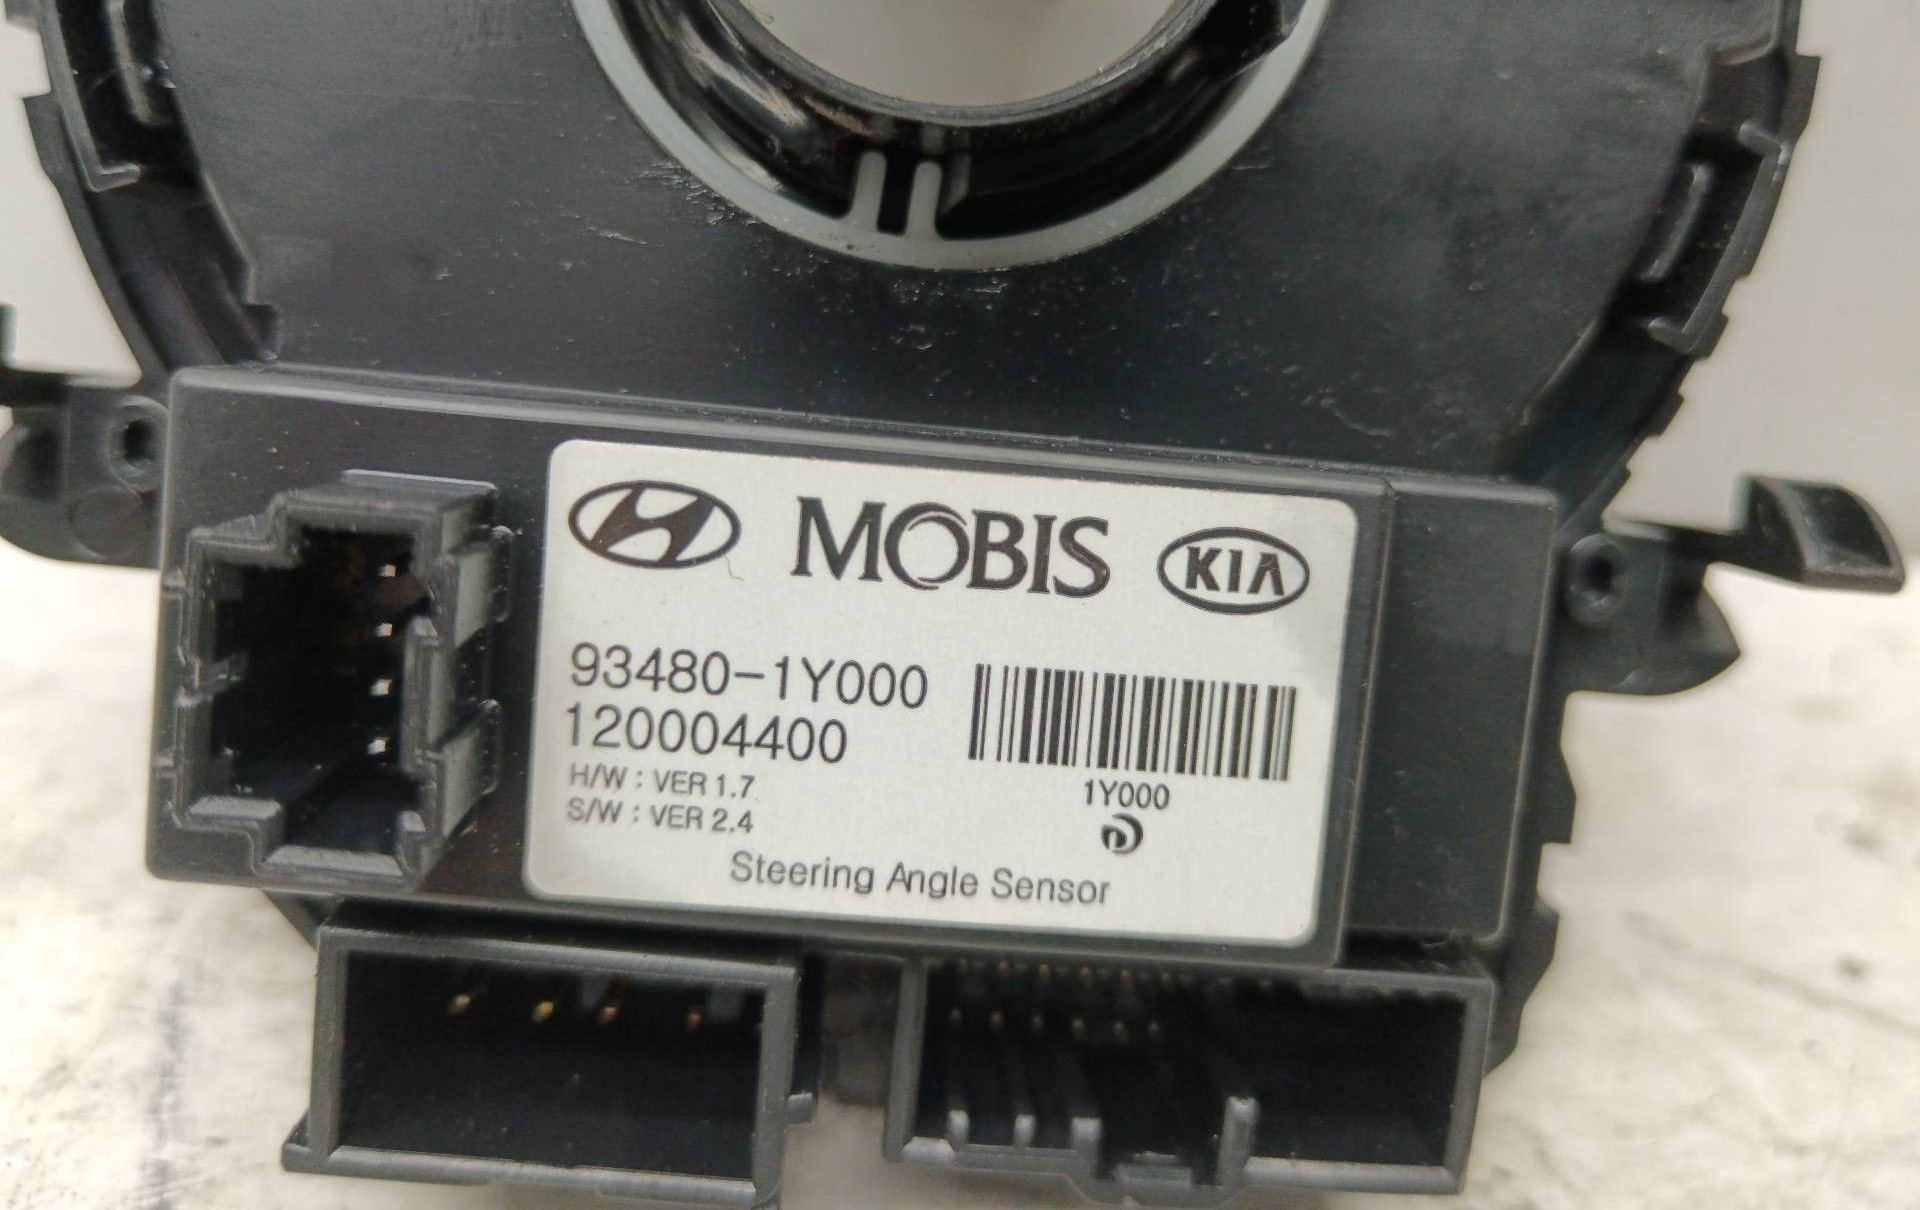 MOBIS KIA
93480-1Y000
120004400
H/W : VER 1.7
S/W : VER 2.4
1Y000
Steering Angle Sensor